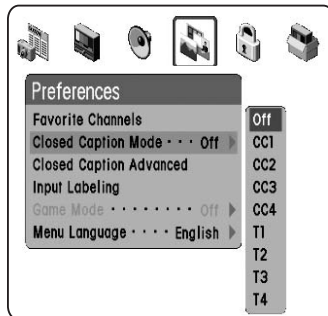 Preferences
Favorite Channels
Closed Caption Mode · · · Off
Closed Caption Advanced
Input Labeling
Game Mode · · · · · · · · Off
Menu Language · · · · English
Off
CC1
CC2
CC3
CC4
T1
T2
T3
T4